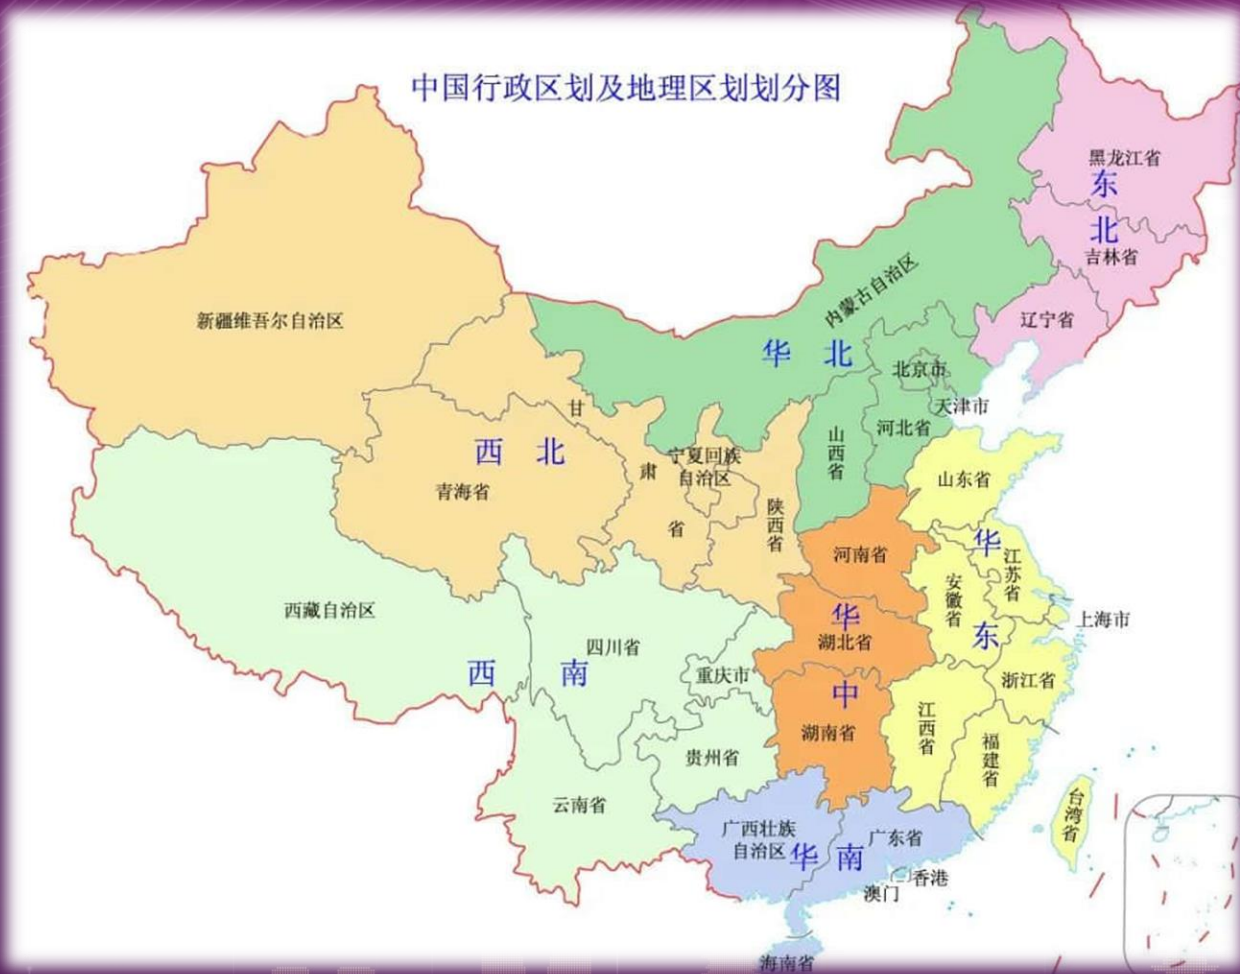 中国行政区划及地理区划划分图
黑龙江省
东
北
吉林省
辽宁省
内蒙古自治区
新疆维吾尔自治区
华 北
北京市
天津市
河北省
山西省
甘肃省
宁夏回族
自治区
西 北
青海省
陕西省
山东省
河南省
华
东
江苏省
安徽省
上海市
西藏自治区
四川省
西 南
重庆市
华
中
湖北省
浙江省
湖南省
江西省
福建省
贵州省
云南省
台湾省
广西壮族
自治区
华 南
广东省
香港
澳门
海南省